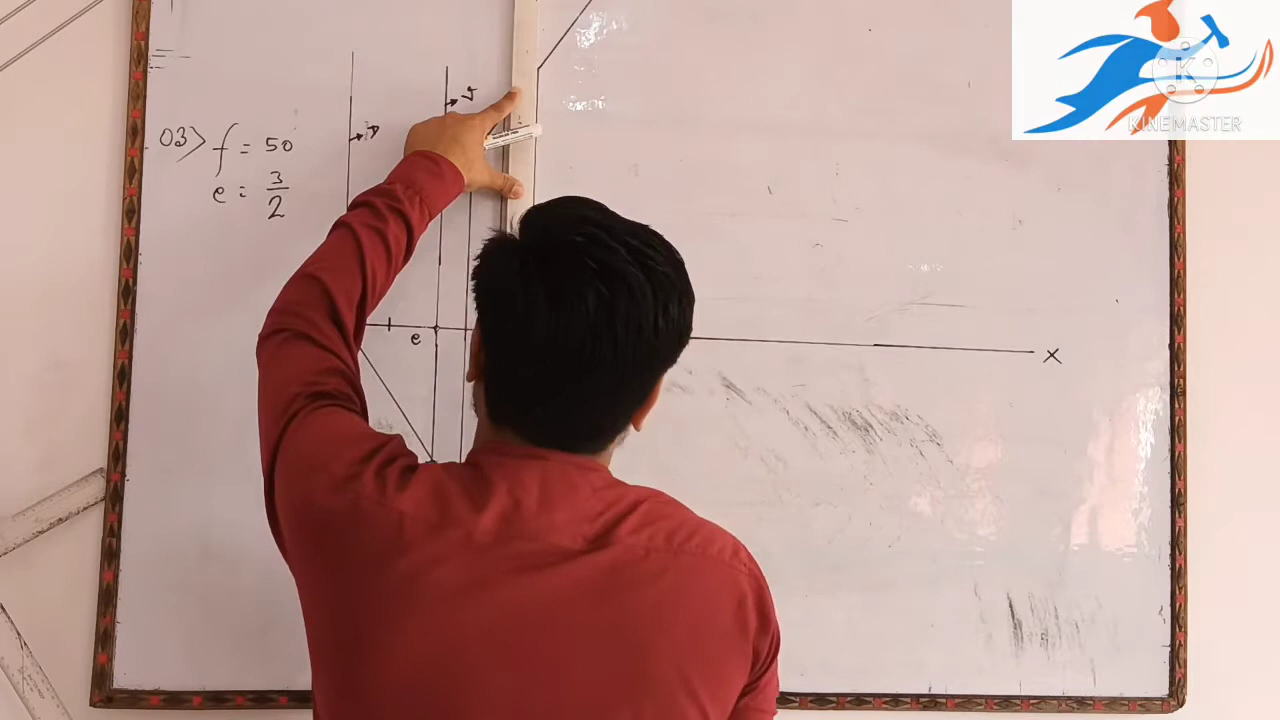 03> f = 50
e = 3/2
D
v
e
X
K
KINEMASTER